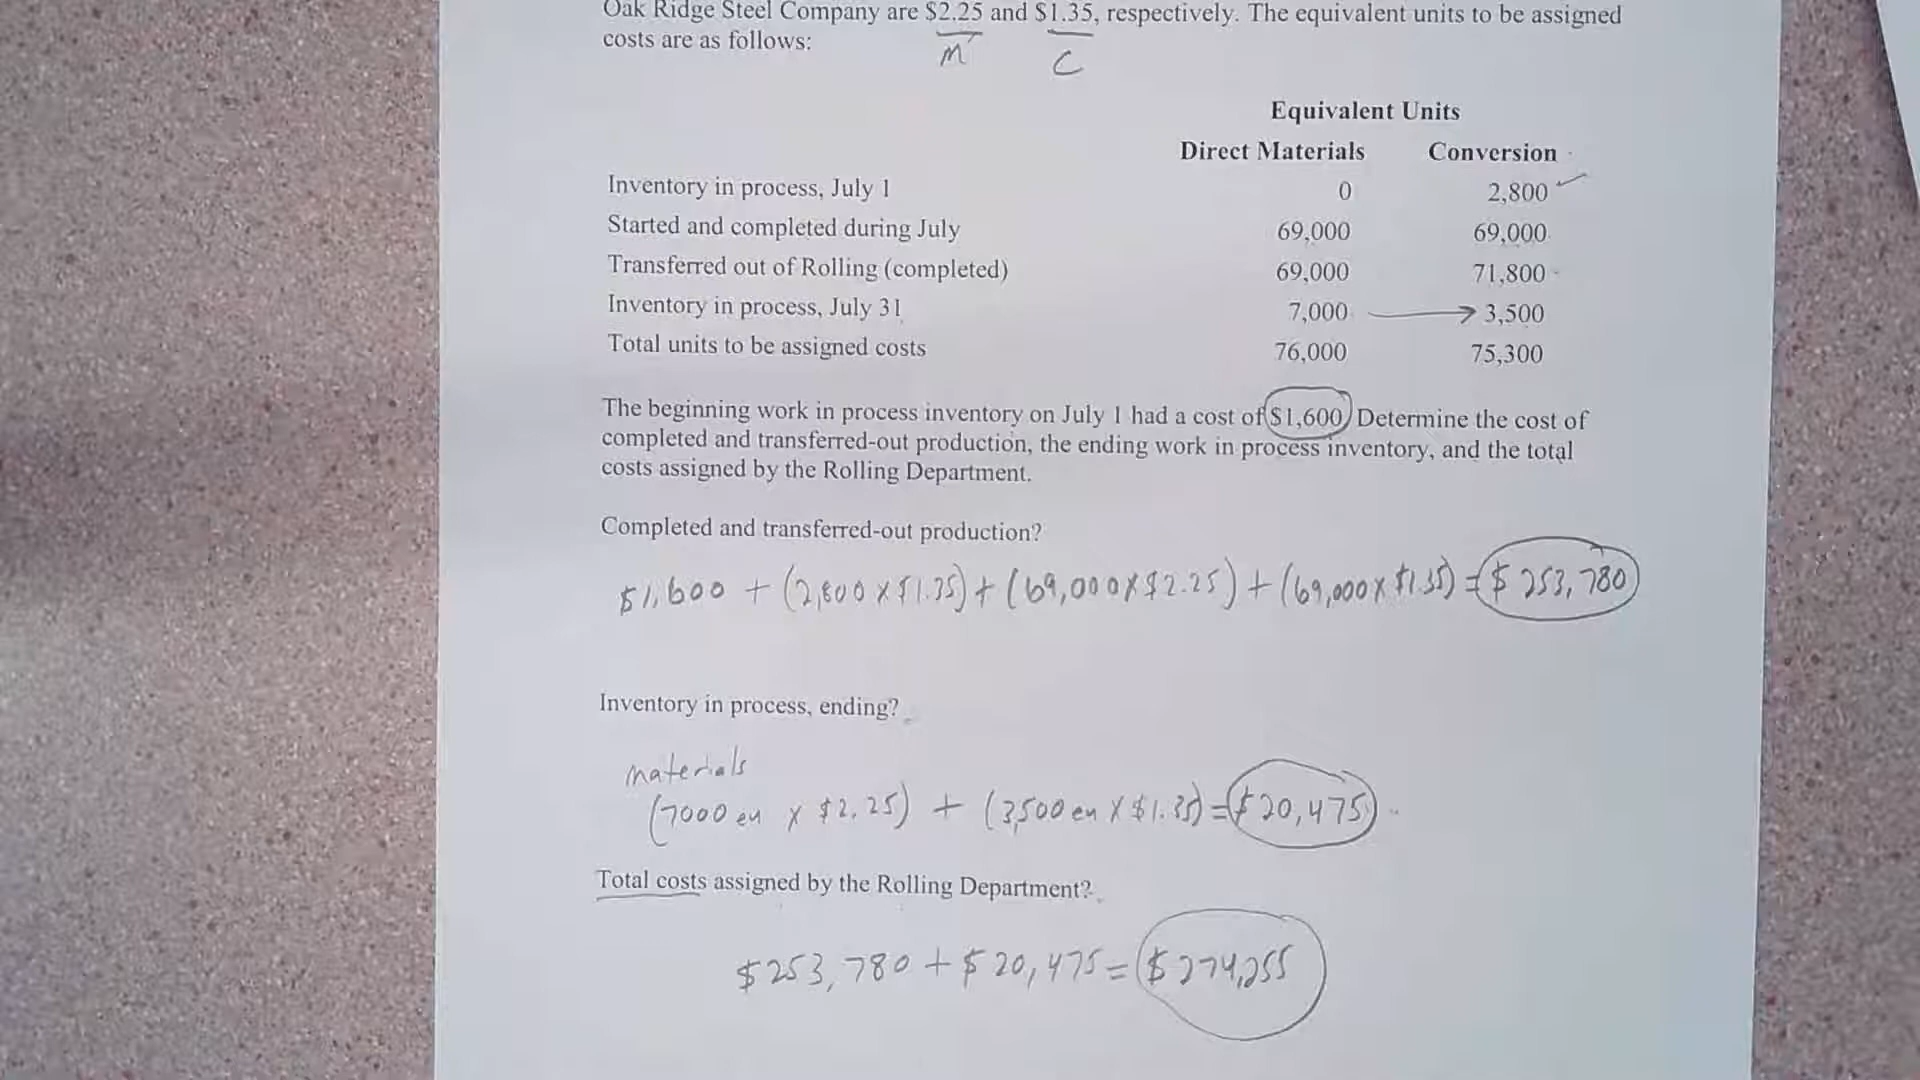 Oak Ridge Steel Company are $2.25 and $1.35, respectively. The equivalent units to be assigned
costs are as follows:
M C
Equivalent Units
Direct Materials Conversion
Inventory in process, July 1 0 2,800
Started and completed during July 69,000 69,000
Transferred out of Rolling (completed) 69,000 71,800
Inventory in process, July 31 7,000 → 3,500
Total units to be assigned costs 76,000 75,300
The beginning work in process inventory on July 1 had a cost of $1,600. Determine the cost of
completed and transferred-out production, the ending work in process inventory, and the total
costs assigned by the Rolling Department.
Completed and transferred-out production?
$1,600 + (2,800 x $1.35) + (69,000 x $2.25) + (69,000 x $1.35) = $253,780
Inventory in process, ending?
materials
(7000 eu x $2.25) + (3,500 eu x $1.35) = $20,475
Total costs assigned by the Rolling Department?
$253,780 + $20,475 = $274,255